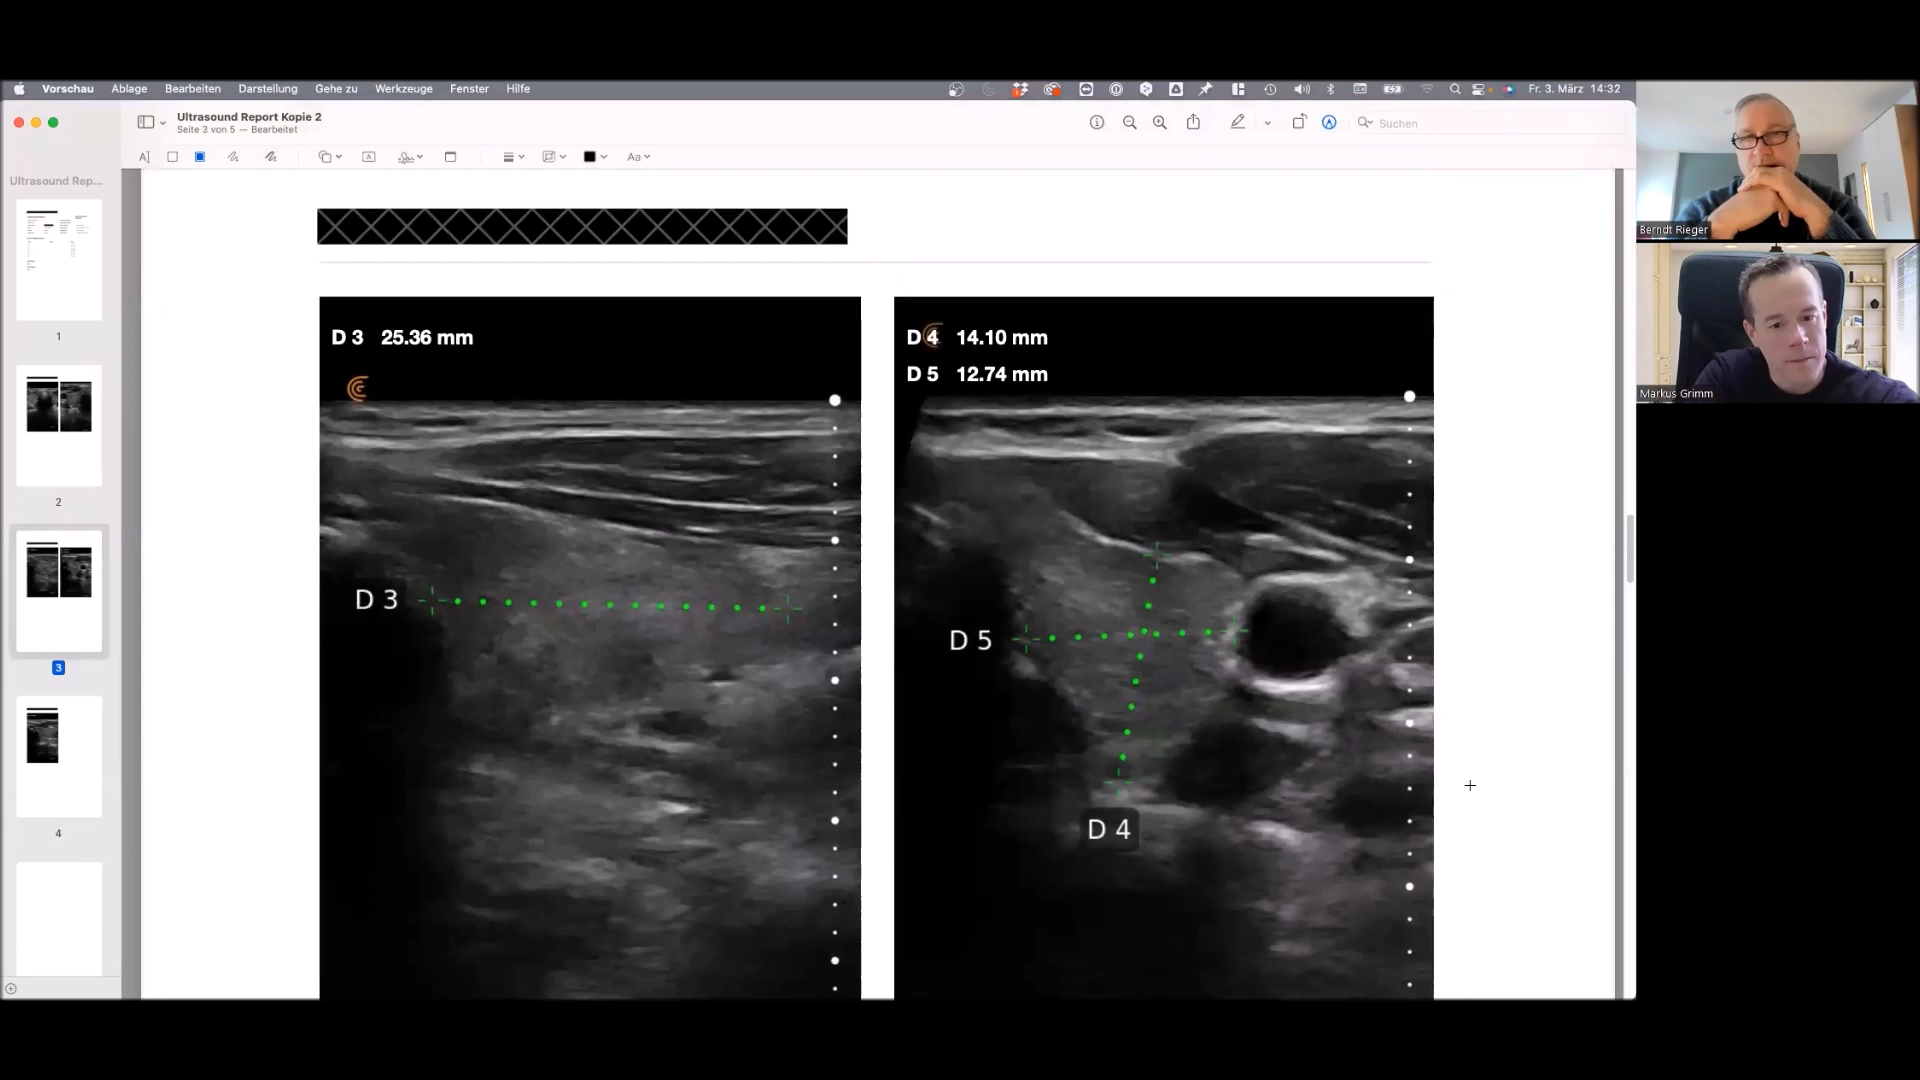 Vorschau Ablage Bearbeiten Darstellung Gehe zu Werkzeuge Fenster Hilfe
Fr. 3. März 14:32
Ultrasound Report Kopie 2
Seite 3 von 5 — Bearbeitet
Suchen
Aa
Ultrasound Rep...
1
2
3
4
D 3 25.36 mm
D 3
D 4 14.10 mm
D 5 12.74 mm
D 5
D 4
Berndt Rieger
Markus Grimm